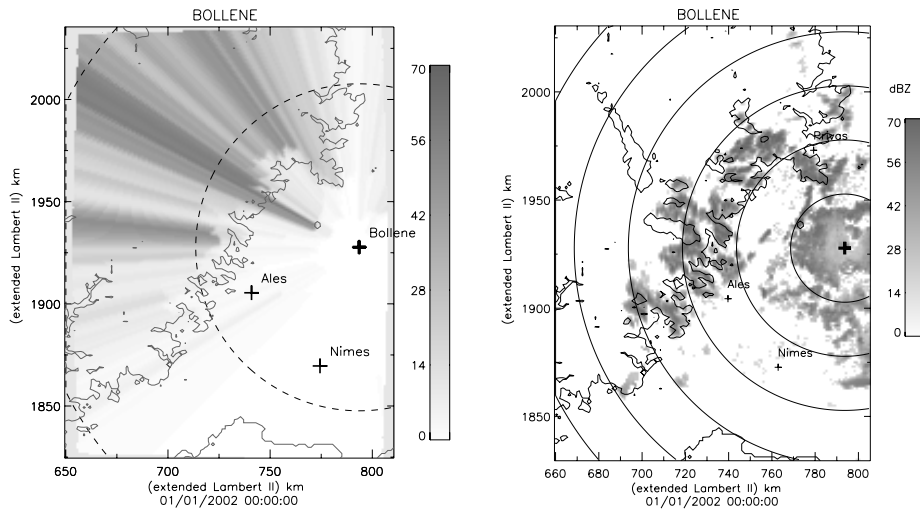 BOLLENE
2000
1950
1900
1850
650
700
750
800
(extended Lambert II) km
(extended Lambert II) km
01/01/2002 00:00:00
Bollene
Ales
Nimes
70
56
42
28
14
0
BOLLENE
2000
1950
1900
1850
660 680 700 720 740 760 780 800
(extended Lambert II) km
(extended Lambert II) km
01/01/2002 00:00:00
Privas
Ales
Nimes
dBZ
70
56
42
28
14
0